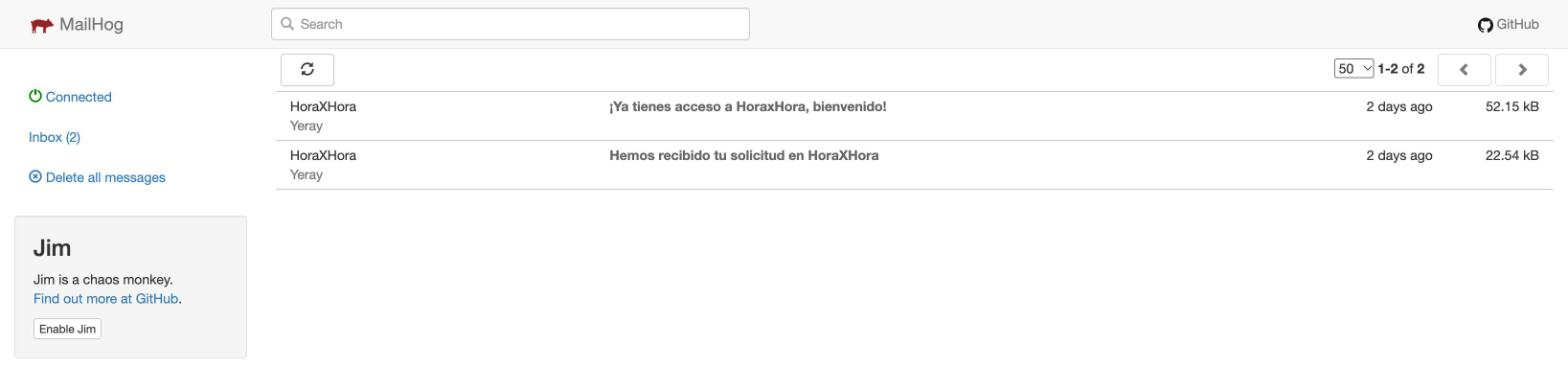 MailHog
Search
GitHub
50 1-2 of 2
Connected
Inbox (2)
Delete all messages
HoraXHora ¡Ya tienes acceso a HoraxHora, bienvenido! 2 days ago 52.15 kB
Yeray
HoraXHora Hemos recibido tu solicitud en HoraXHora 2 days ago 22.54 kB
Yeray
Jim
Jim is a chaos monkey.
Find out more at GitHub.
Enable Jim